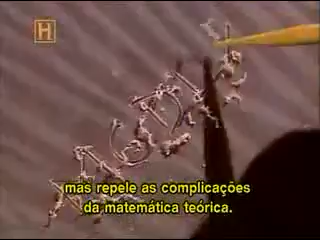 H
mas repele as complicações
da matemática teórica.